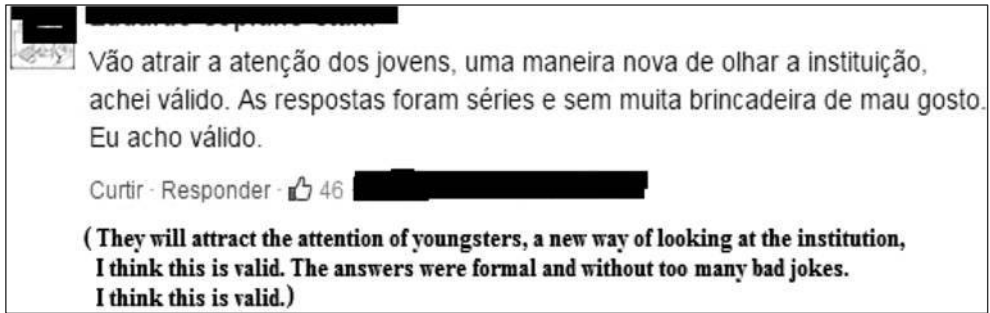 Vão atrair a atenção dos jovens, uma maneira nova de olhar a instituição,
achei válido. As respostas foram séries e sem muita brincadeira de mau gosto.
Eu acho válido.
Curtir · Responder · 46
( They will attract the attention of youngsters, a new way of looking at the institution,
I think this is valid. The answers were formal and without too many bad jokes.
I think this is valid.)